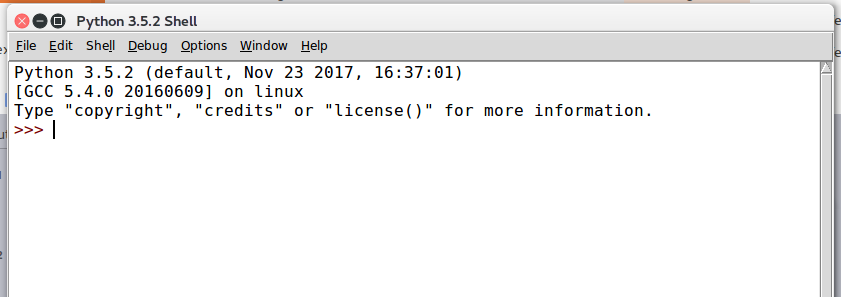 Python 3.5.2 Shell
File Edit Shell Debug Options Window Help
Python 3.5.2 (default, Nov 23 2017, 16:37:01)
[GCC 5.4.0 20160609] on linux
Type "copyright", "credits" or "license()" for more information.
>>>